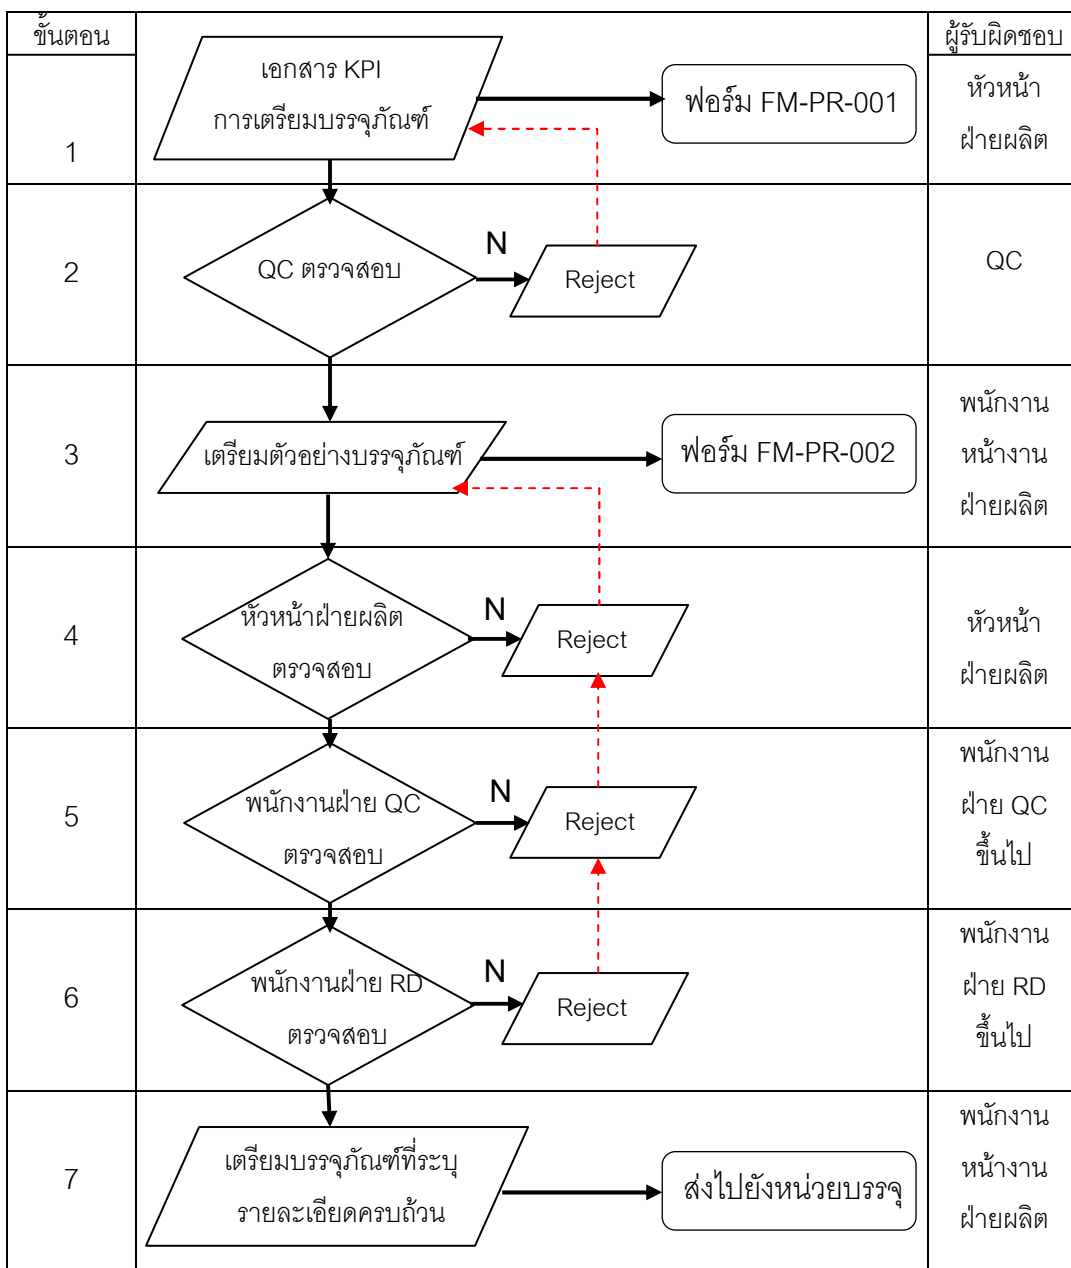 ขั้นตอน
ผู้รับผิดชอบ
เอกสาร KPI
การเตรียมบรรจุภัณฑ์
ฟอร์ม FM-PR-001
หัวหน้า
ฝ่ายผลิต
1
2
QC ตรวจสอบ
N
Reject
QC
3
เตรียมตัวอย่างบรรจุภัณฑ์
ฟอร์ม FM-PR-002
พนักงาน
หน้างาน
ฝ่ายผลิต
4
หัวหน้าฝ่ายผลิต
ตรวจสอบ
N
Reject
หัวหน้า
ฝ่ายผลิต
5
พนักงานฝ่าย QC
ตรวจสอบ
N
Reject
พนักงาน
ฝ่าย QC
ขึ้นไป
6
พนักงานฝ่าย RD
ตรวจสอบ
N
Reject
พนักงาน
ฝ่าย RD
ขึ้นไป
7
เตรียมบรรจุภัณฑ์ที่ระบุ
รายละเอียดครบถ้วน
ส่งไปยังหน่วยบรรจุ
พนักงาน
หน้างาน
ฝ่ายผลิต